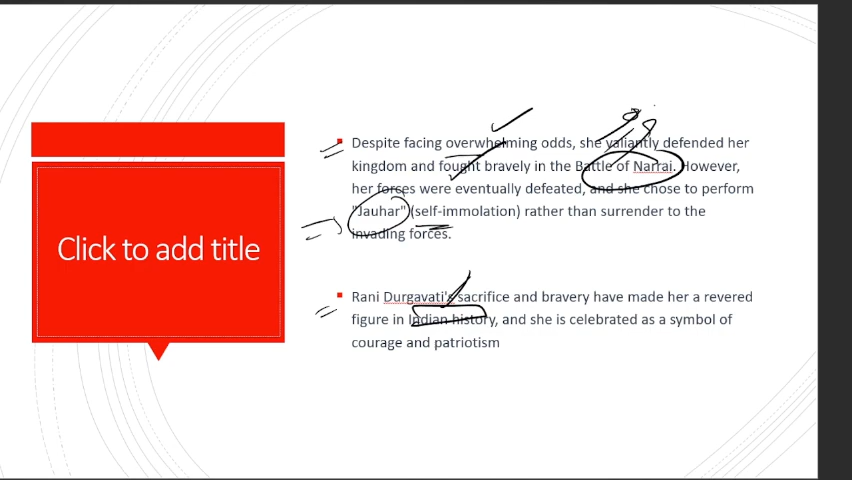 Click to add title
Despite facing overwhelming odds, she valiantly defended her
kingdom and fought bravely in the Battle of Narrai. However,
her forces were eventually defeated, and she chose to perform
"Jauhar" (self-immolation) rather than surrender to the
invading forces.
Rani Durgavati's sacrifice and bravery have made her a revered
figure in Indian history, and she is celebrated as a symbol of
courage and patriotism